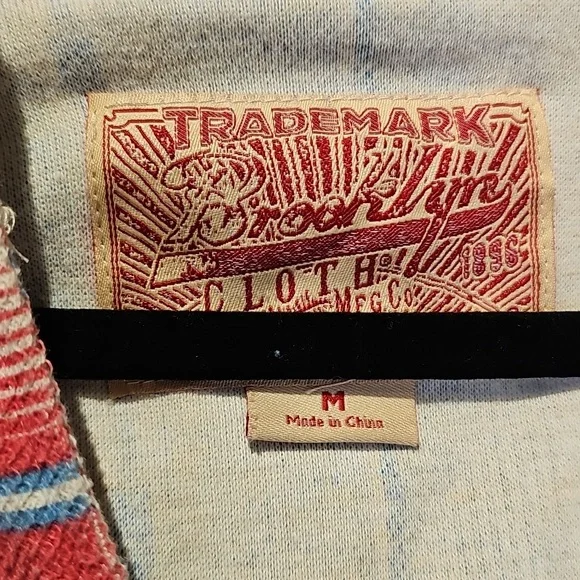 TRADEMARK
Brooklyn
1896
CLOTH
MFG Co
M
Made in China